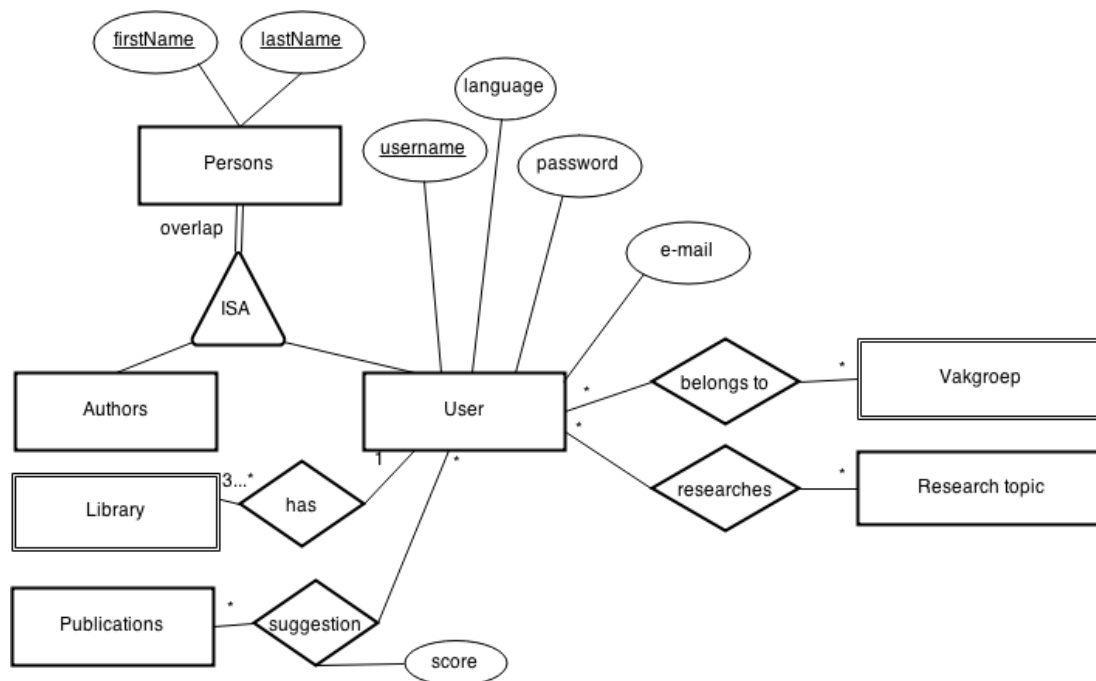 firstName
lastName
language
username
password
Persons
overlap
e-mail
ISA
belongs to
*
*
Vakgroep
Authors
User
*
researches
*
Research topic
1
*
3...*
has
Library
Publications
*
suggestion
score